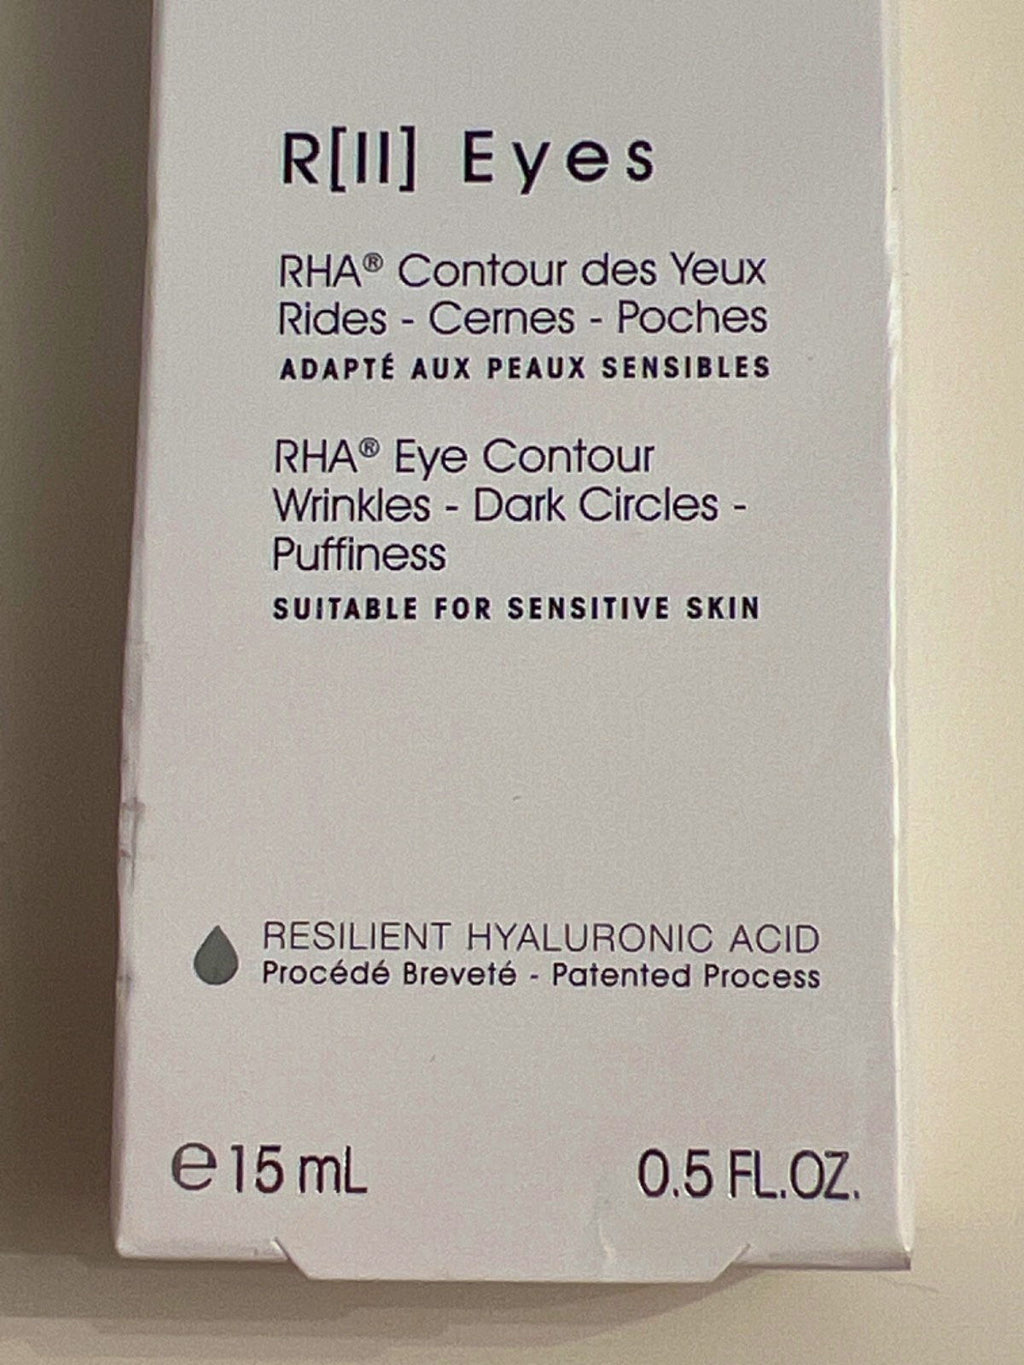 R[II] Eyes
RHA® Contour des Yeux
Rides - Cernes - Poches
ADAPTÉ AUX PEAUX SENSIBLES
RHA® Eye Contour
Wrinkles - Dark Circles -
Puffiness
SUITABLE FOR SENSITIVE SKIN
RESILIENT HYALURONIC ACID
Procédé Breveté - Patented Process
℮15 mL 0.5 FL.OZ.